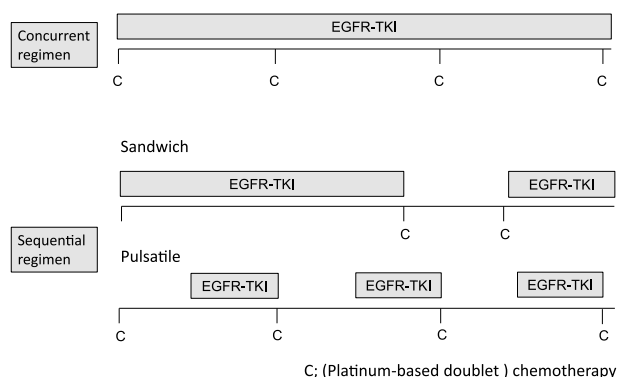 Concurrent
regimen
EGFR-TKI
C C C C
Sandwich
EGFR-TKI EGFR-TKI
C C
Sequential
regimen
Pulsatile
EGFR-TKI EGFR-TKI EGFR-TKI
C C C C
C; (Platinum-based doublet ) chemotherapy